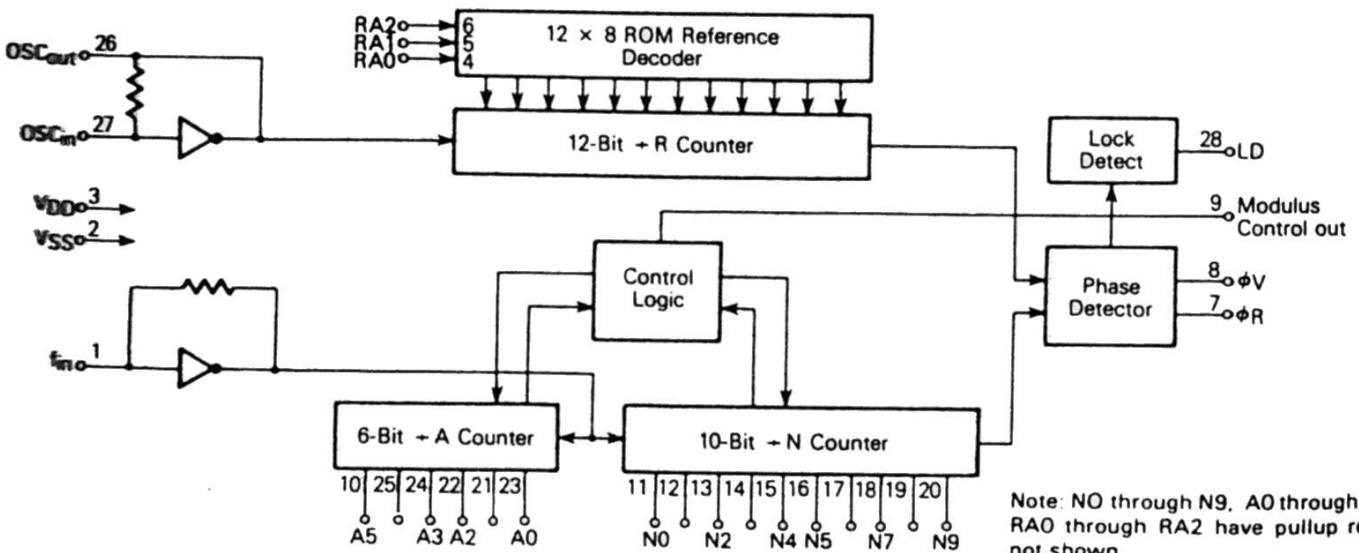 RA2 6
RA1 5
RA0 4
12 × 8 ROM Reference
Decoder
OSCout 26
OSCin 27
12-Bit ÷ R Counter
Lock
Detect
28 LD
VDD 3
VSS 2
9 Modulus
Control out
Control
Logic
Phase
Detector
8 ϕV
7 ϕR
fin 1
6-Bit ÷ A Counter
10-Bit ÷ N Counter
10 25 24 22 21 23
A5 A3 A2 A0
11 12 13 14 15 16 17 18 19 20
N0 N2 N4 N5 N7 N9
Note: NO through N9, A0 through
RA0 through RA2 have pullup
not shown